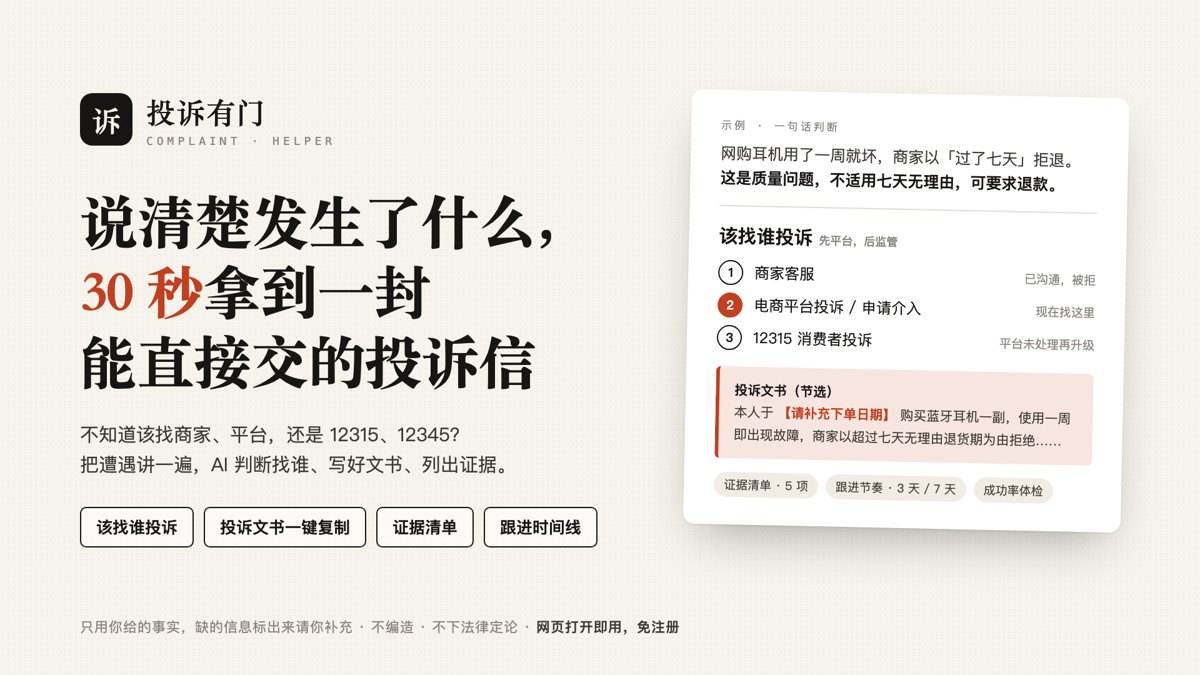 诉
投诉有门
COMPLAINT · HELPER
说清楚发生了什么，
30 秒拿到一封
能直接交的投诉信
不知道该找商家、平台，还是 12315、12345?
把遭遇讲一遍，AI 判断找谁、写好文书、列出证据。
该找谁投诉
投诉文书一键复制
证据清单
跟进时间线
示例 · 一句话判断
网购耳机用了一周就坏，商家以「过了七天」拒退。
这是质量问题，不适用七天无理由，可要求退款。
该找谁投诉 先平台，后监管
1 商家客服 已沟通，被拒
2 电商平台投诉 / 申请介入 现在找这里
3 12315 消费者投诉 平台未处理再升级
投诉文书（节选）
本人于 【请补充下单日期】 购买蓝牙耳机一副，使用一周
即出现故障，商家以超过七天无理由退货期为由拒绝……
证据清单 · 5 项
跟进节奏 · 3 天 / 7 天
成功率体检
只用你给的事实，缺的信息标出来请你补充 · 不编造 · 不下法律定论 · 网页打开即用，免注册